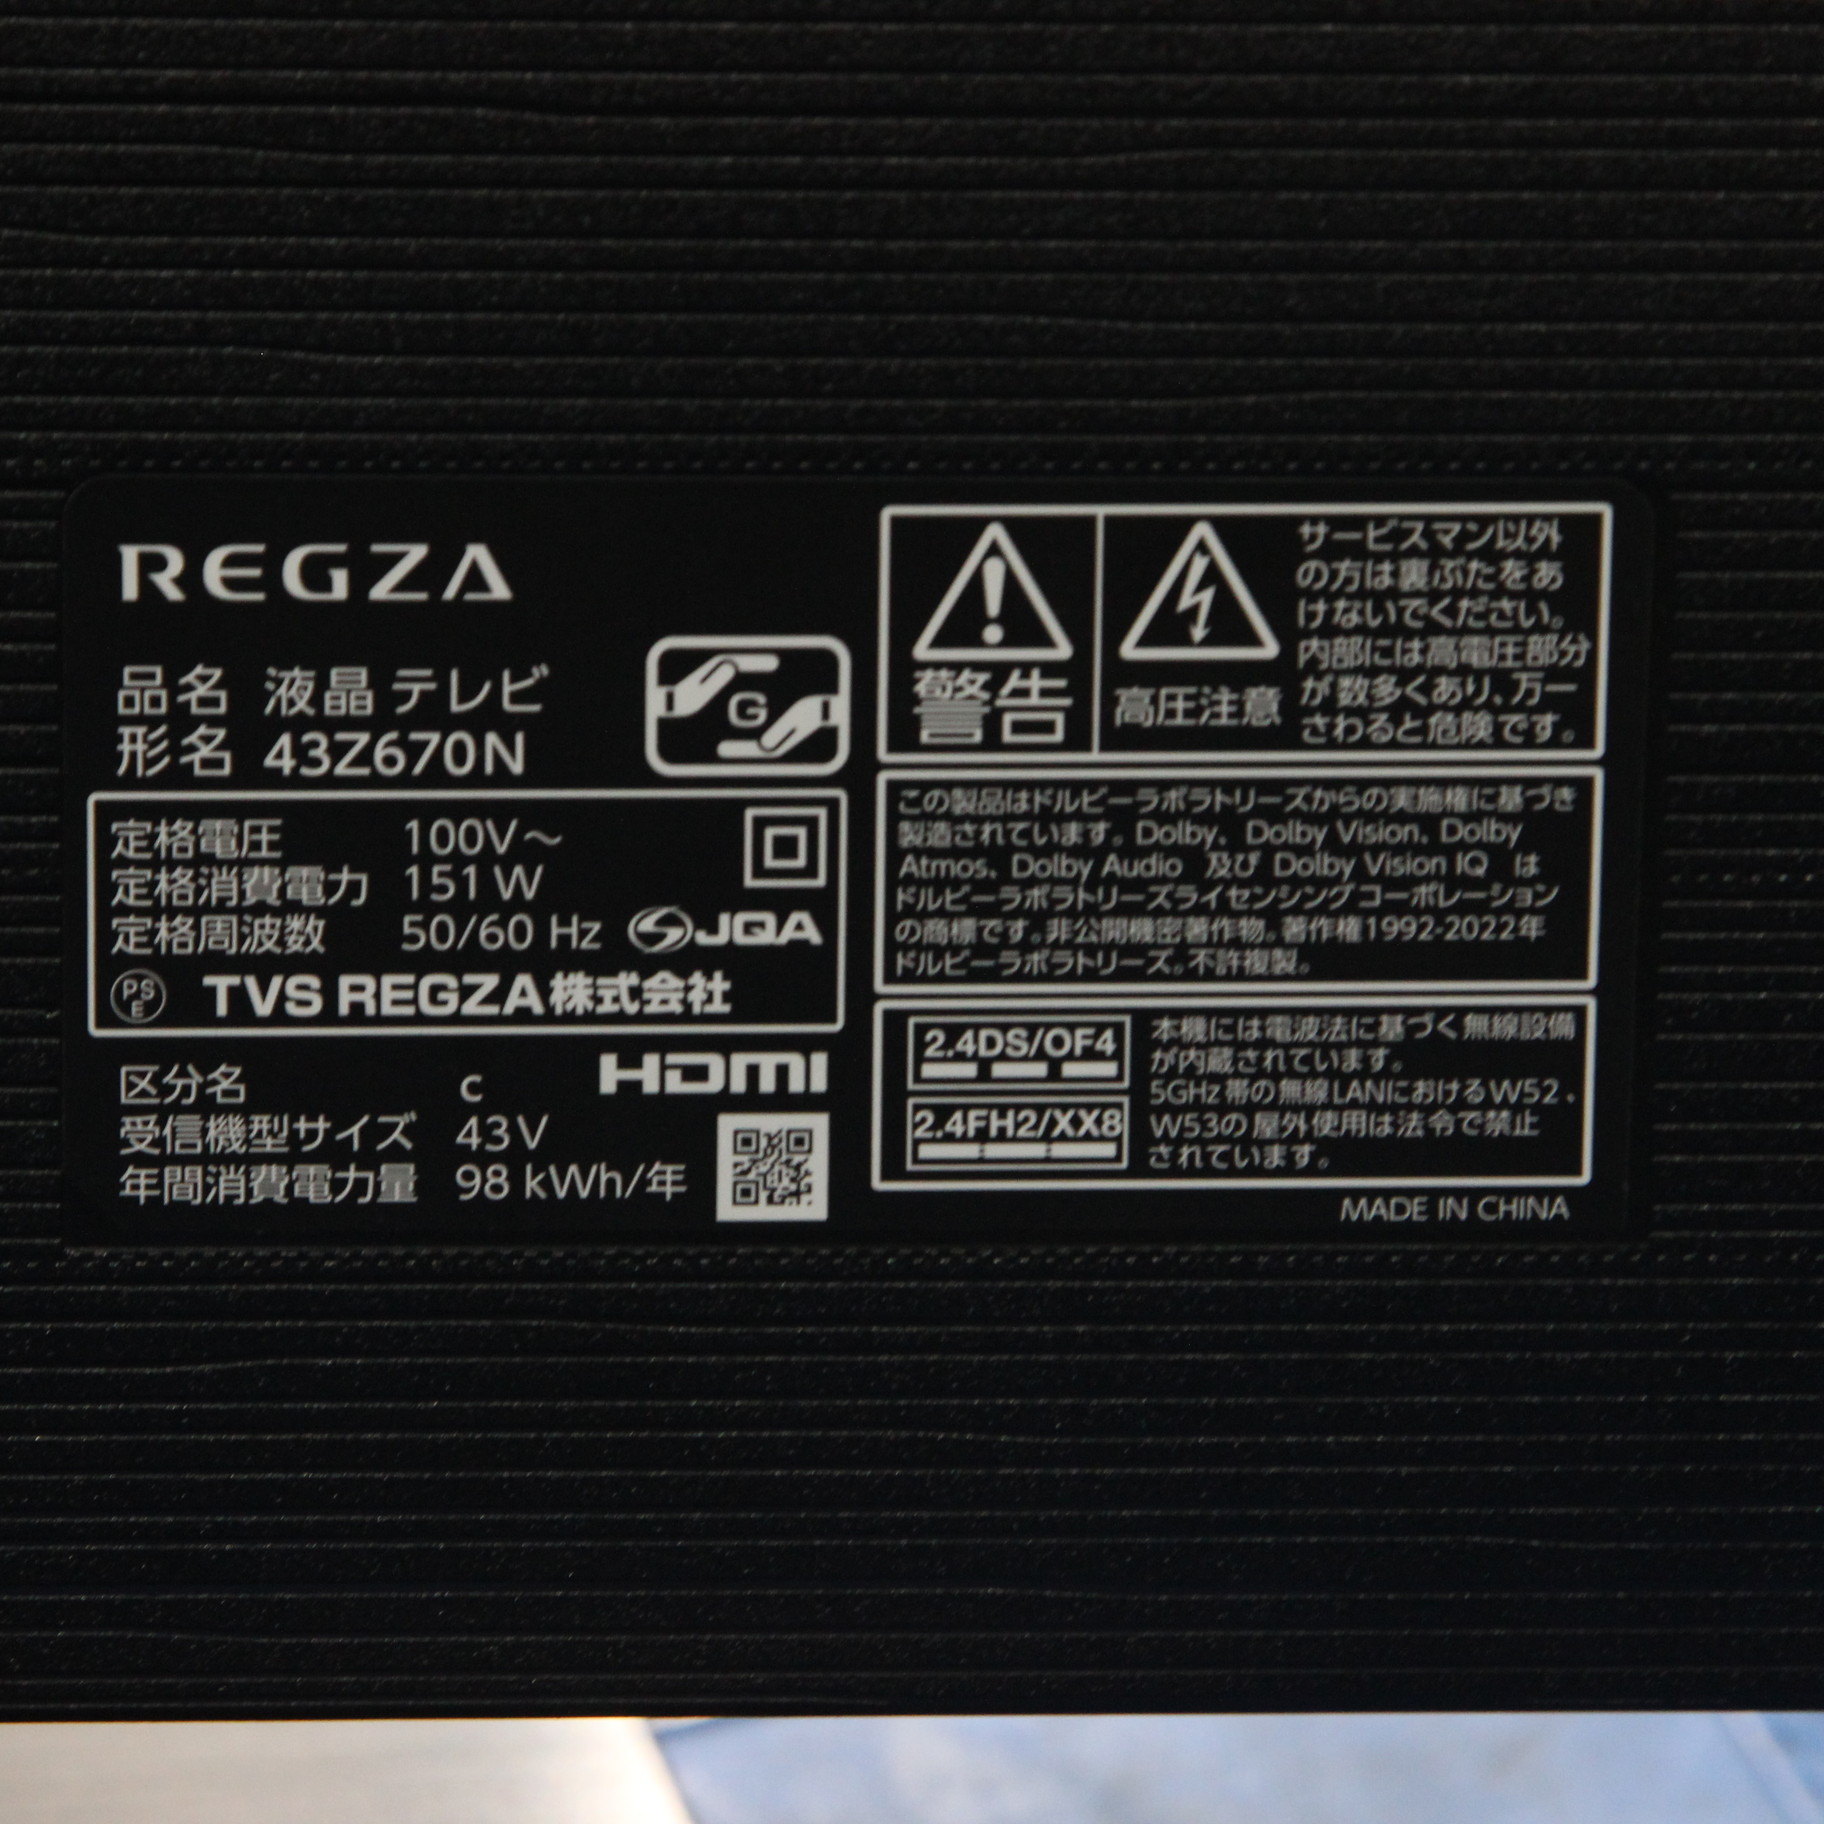 REGZA
品名 液晶テレビ
形名 43Z670N
G
定格電圧 100V～
定格消費電力 151 W
定格周波数 50/60 Hz
JQA
PS
E
TVS REGZA株式会社
区分名 c
HDMI
受信機型サイズ 43V
年間消費電力量 98 kWh/年
警告
高圧注意
サービスマン以外
の方は裏ぶたをあ
けないでください。
内部には高電圧部分
が数多くあり、万一
さわると危険です。
この製品はドルビーラボラトリーズからの実施権に基づき
製造されています。Dolby、Dolby Vision、Dolby
Atmos、Dolby Audio 及び Dolby Vision IQ は
ドルビーラボラトリーズライセンシングコーポレーション
の商標です。非公開機密著作物。著作権1992-2022年
ドルビーラボラトリーズ。不許複製。
2.4DS/OF4
2.4FH2/XX8
本機には電波法に基づく無線設備
が内蔵されています。
5GHz帯の無線LANにおけるW52、
W53の屋外使用は法令で禁止
されています。
MADE IN CHINA